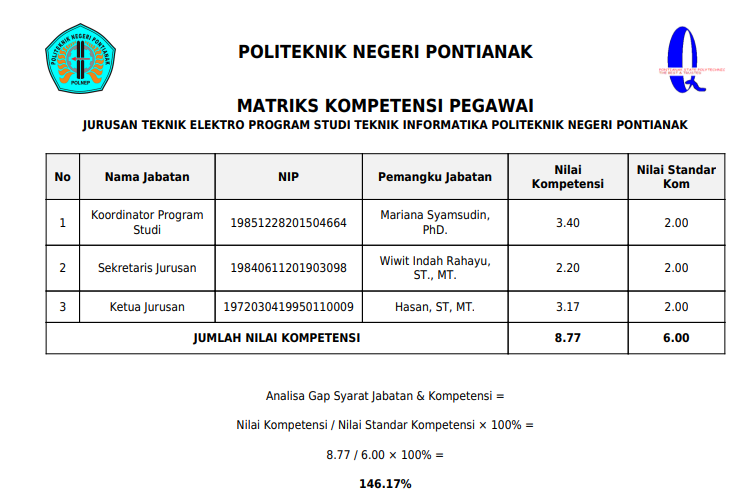 POLITEKNIK NEGERI PONTIANAK
POLNEP
POLITEKNIK NEGERI PONTIANAK
MATRIKS KOMPETENSI PEGAWAI
JURUSAN TEKNIK ELEKTRO PROGRAM STUDI TEKNIK INFORMATIKA POLITEKNIK NEGERI PONTIANAK
No Nama Jabatan NIP Pemangku Jabatan Nilai Kompetensi Nilai Standar Kom
1 Koordinator Program Studi 19851228201504664 Mariana Syamsudin, PhD. 3.40 2.00
2 Sekretaris Jurusan 19840611201903098 Wiwit Indah Rahayu, ST., MT. 2.20 2.00
3 Ketua Jurusan 1972030419950110009 Hasan, ST, MT. 3.17 2.00
JUMLAH NILAI KOMPETENSI 8.77 6.00
Analisa Gap Syarat Jabatan & Kompetensi =
Nilai Kompetensi / Nilai Standar Kompetensi × 100% =
8.77 / 6.00 × 100% =
146.17%